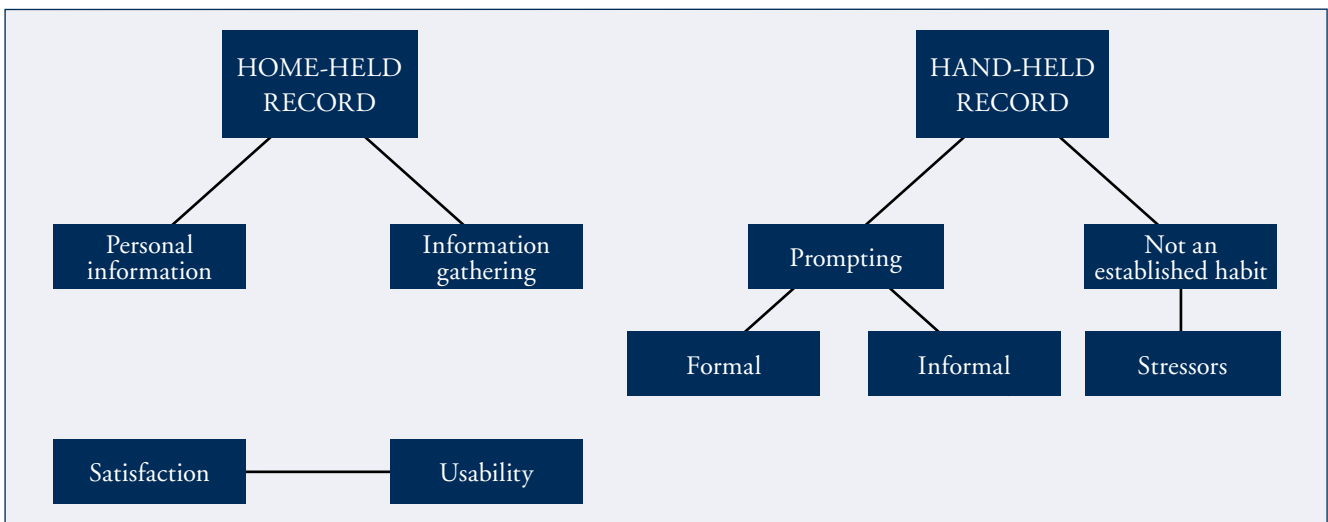 HOME-HELD
RECORD
HAND-HELD
RECORD
Personal
information
Information
gathering
Prompting
Not an
established habit
Formal
Informal
Stressors
Satisfaction
Usability